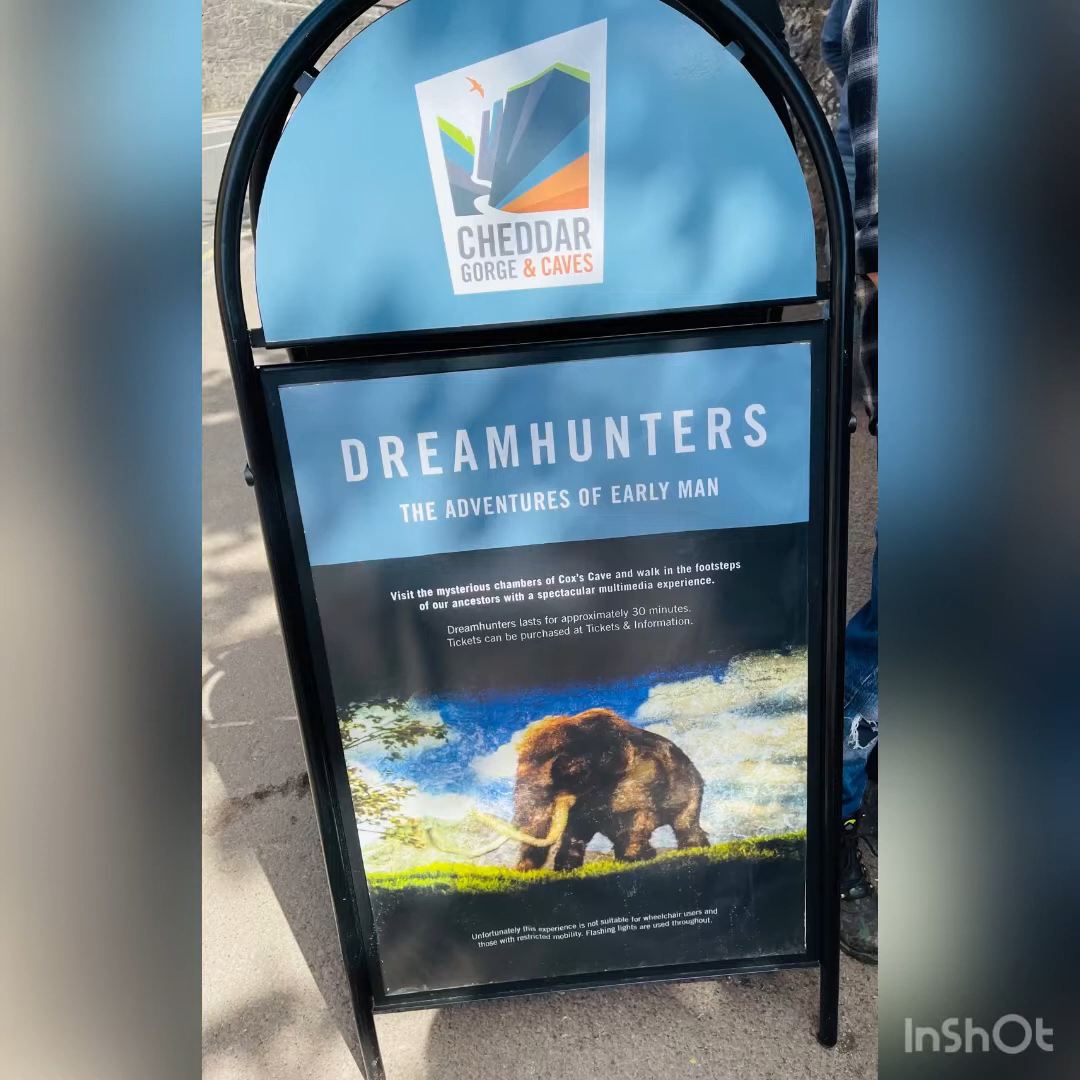 CHEDDAR
GORGE & CAVES
DREAMHUNTERS
THE ADVENTURES OF EARLY MAN
Visit the mysterious chambers of Cox's Cave and walk in the footsteps
of our ancestors with a spectacular multimedia experience.
Dreamhunters lasts for approximately 30 minutes.
Tickets can be purchased at Tickets & Information.
Unfortunately this experience is not suitable for wheelchair users and
those with restricted mobility. Flashing lights are used throughout.
InShOt